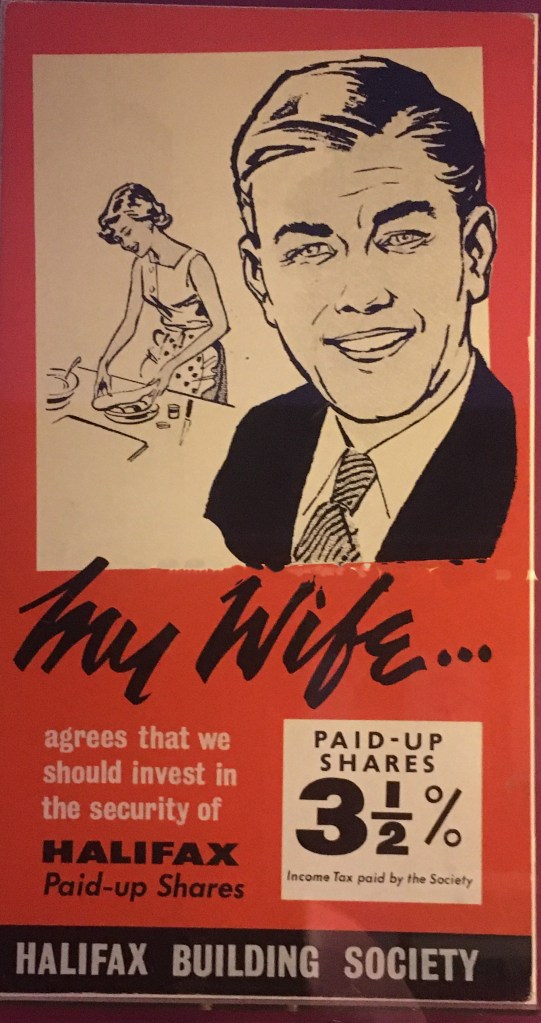 My Wife...
agrees that we
should invest in
the security of
HALIFAX
Paid-up Shares
PAID-UP
SHARES
3½%
Income Tax paid by the Society
HALIFAX BUILDING SOCIETY